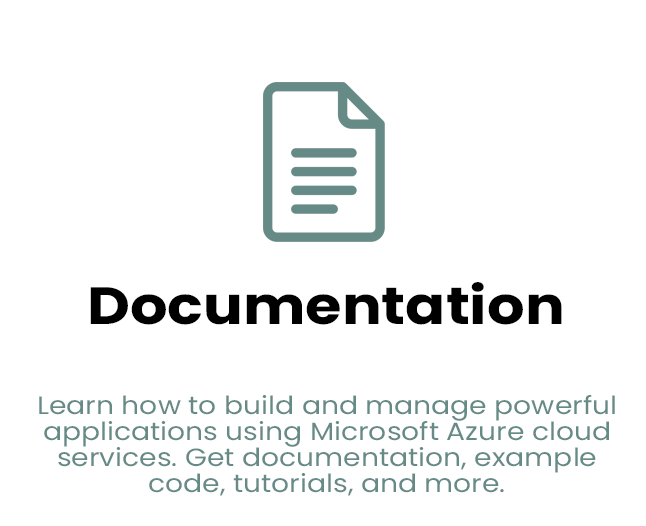 Documentation
Learn how to build and manage powerful
applications using Microsoft Azure cloud
services. Get documentation, example
code, tutorials, and more.